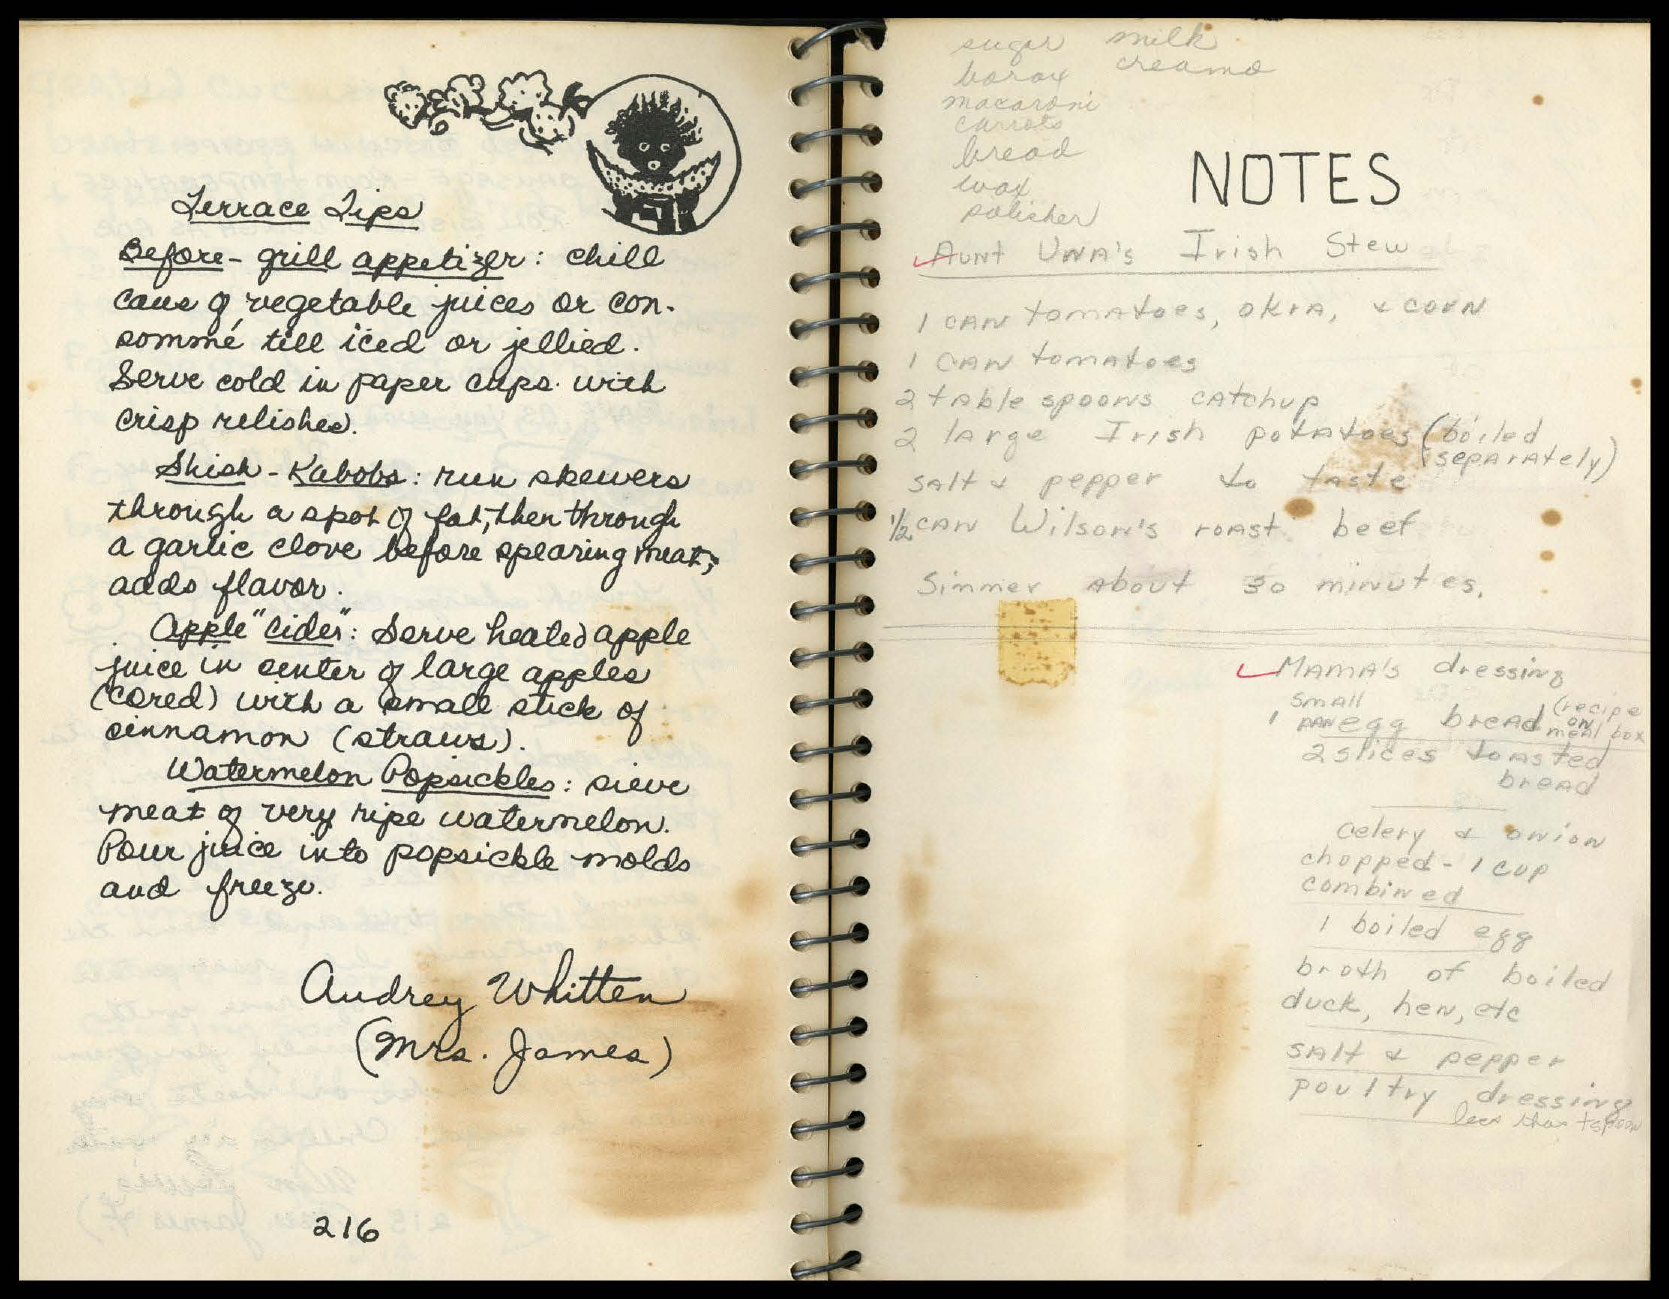 Terrace Tips
Before-grill appetizer: chill
cans of vegetable juices or con-
sommé till iced or jellied.
Serve cold in paper cups with
crisp relishes.
Shish-Kabobs: run skewers
through a spot of fat, then through
a garlic clove before spearing meat;
adds flavor.
Apple "Cider": Serve heated apple
juice in center of large apples
(cored) with a small stick of
cinnamon (straws).
Watermelon Popsickles: sieve
meat of very ripe watermelon.
Pour juice into popsickle molds
and freeze.
Audrey Whitten
(Mrs. James)
216
sugar milk
borax creamo
macaroni
carrots
bread
wax
polisher
NOTES
Aunt Una's Irish Stew
1 can tomatoes, okra, & corn
1 can tomatoes
2 tablespoons catchup
2 large Irish potatoes (boiled separately)
salt & pepper to taste
1/2 can Wilson's roast beef
Simmer about 30 minutes.
Mama's dressing
1 small pan egg bread (recipe on meal box
2 slices toasted
bread
celery & onion
chopped - 1 cup
combined
1 boiled egg
broth of boiled
duck, hen, etc
salt & pepper
poultry dressing
less than tspoon